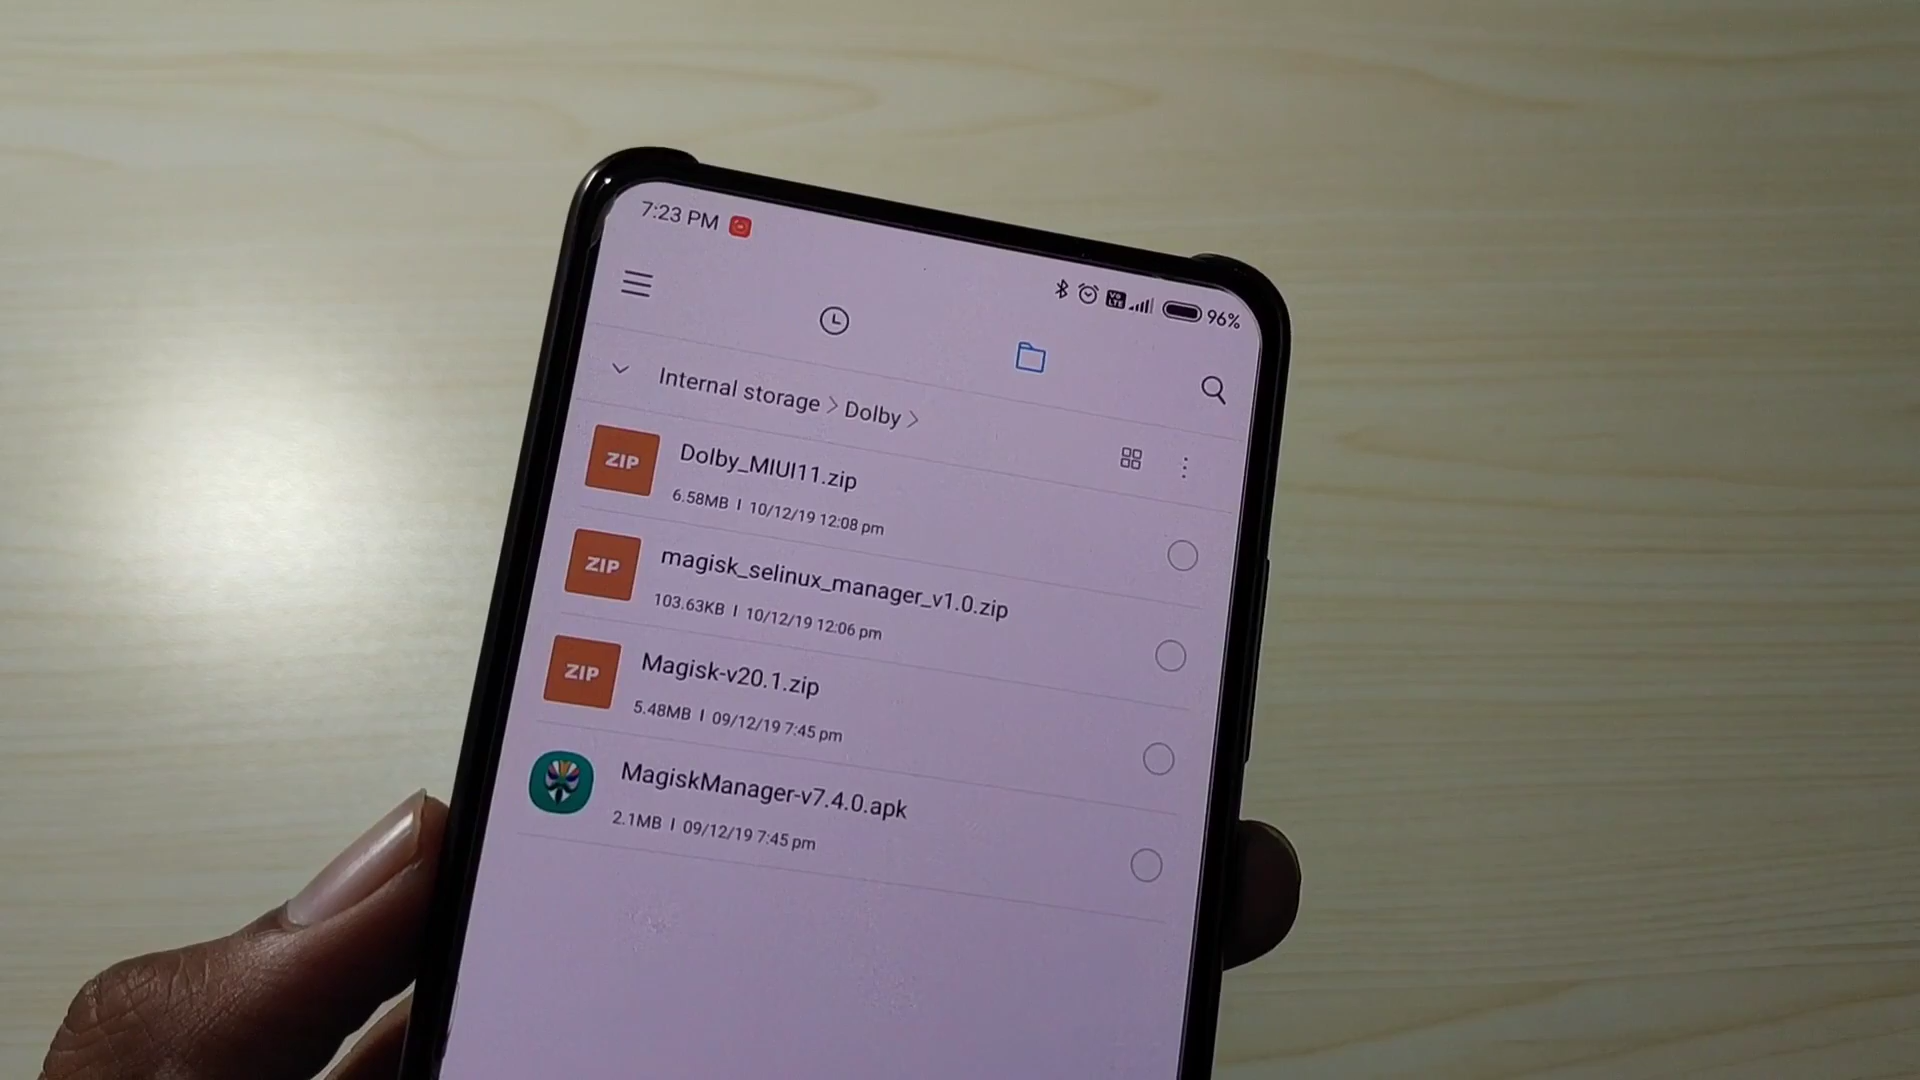 7:23 PM
Vo LTE 96%
Internal storage > Dolby >
ZIP
Dolby_MIUI11.zip
6.58MB | 10/12/19 12:08 pm
ZIP
magisk_selinux_manager_v1.0.zip
103.63KB | 10/12/19 12:06 pm
ZIP
Magisk-v20.1.zip
5.48MB | 09/12/19 7:45 pm
MagiskManager-v7.4.0.apk
2.1MB | 09/12/19 7:45 pm